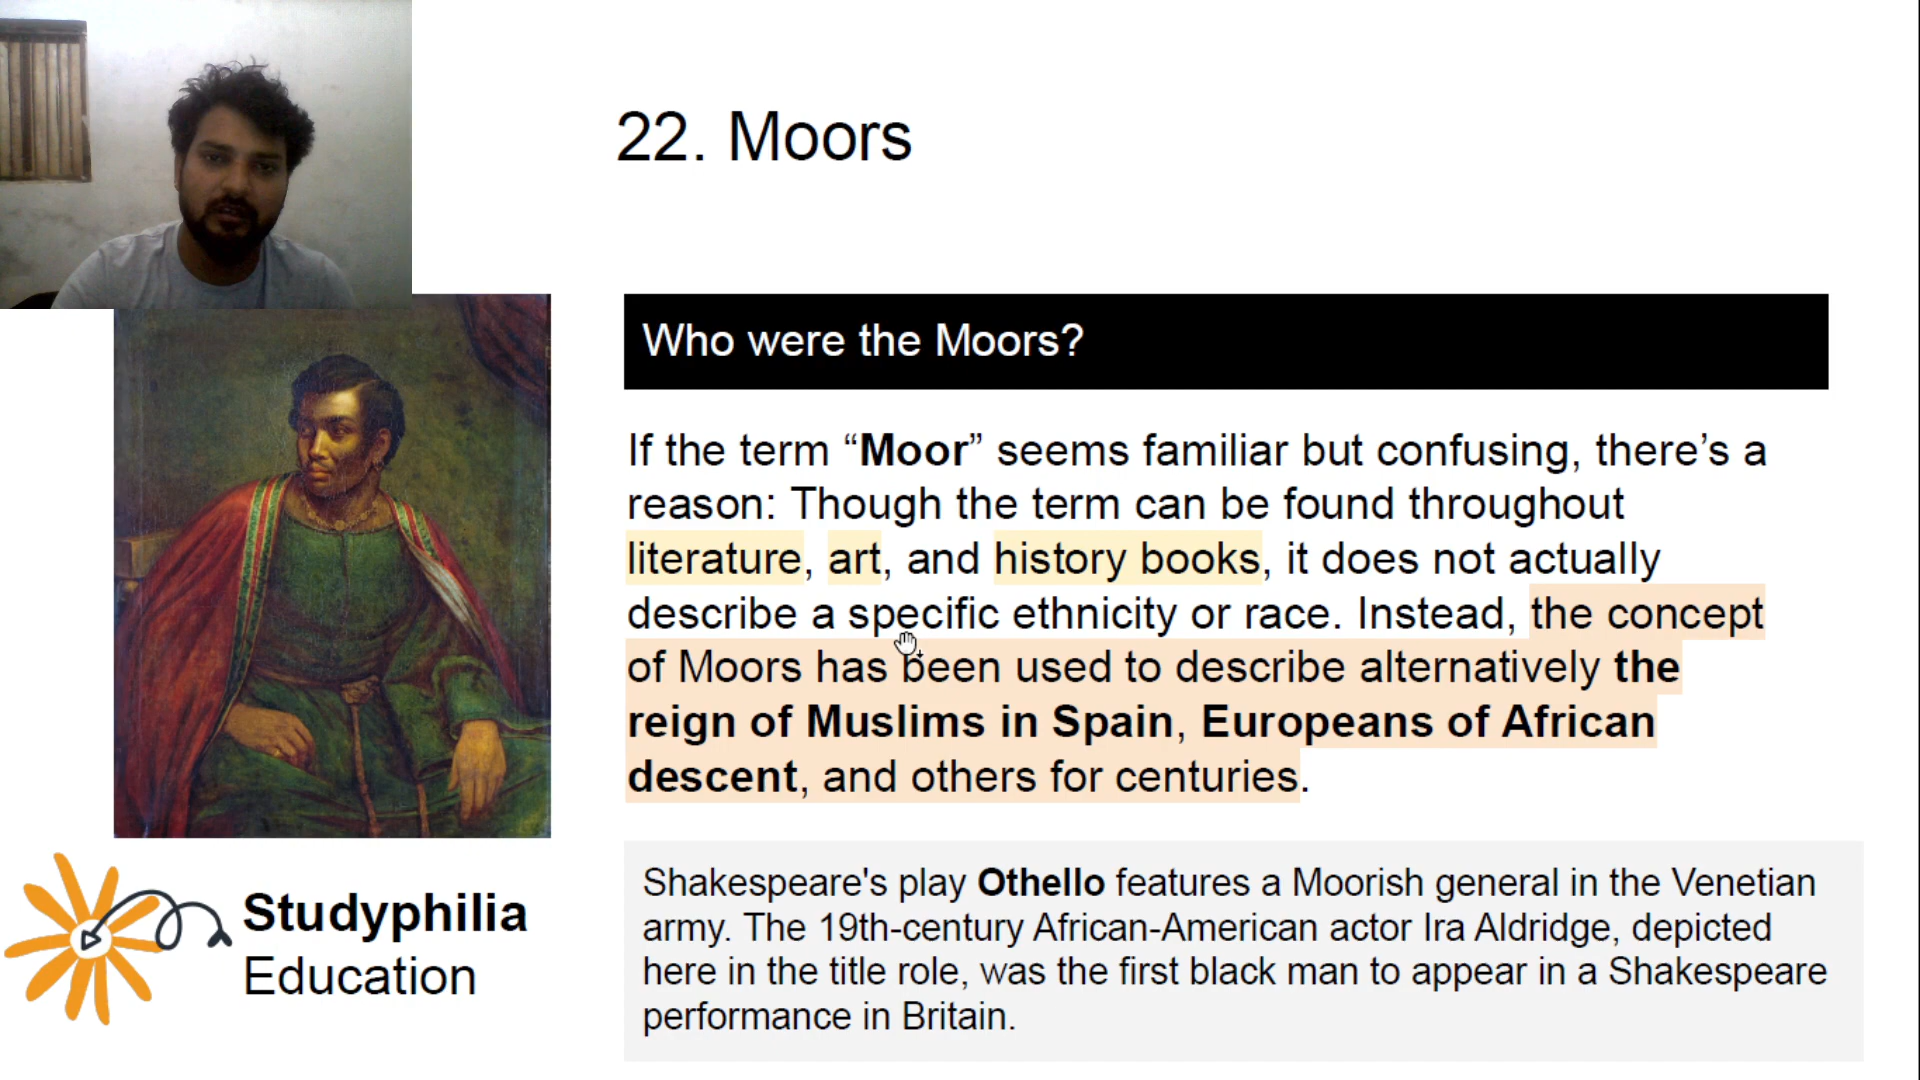 22. Moors
Who were the Moors?
If the term “Moor” seems familiar but confusing, there’s a
reason: Though the term can be found throughout
literature, art, and history books, it does not actually
describe a specific ethnicity or race. Instead, the concept
of Moors has been used to describe alternatively the
reign of Muslims in Spain, Europeans of African
descent, and others for centuries.
Shakespeare's play Othello features a Moorish general in the Venetian
army. The 19th-century African-American actor Ira Aldridge, depicted
here in the title role, was the first black man to appear in a Shakespeare
performance in Britain.
Studyphilia
Education